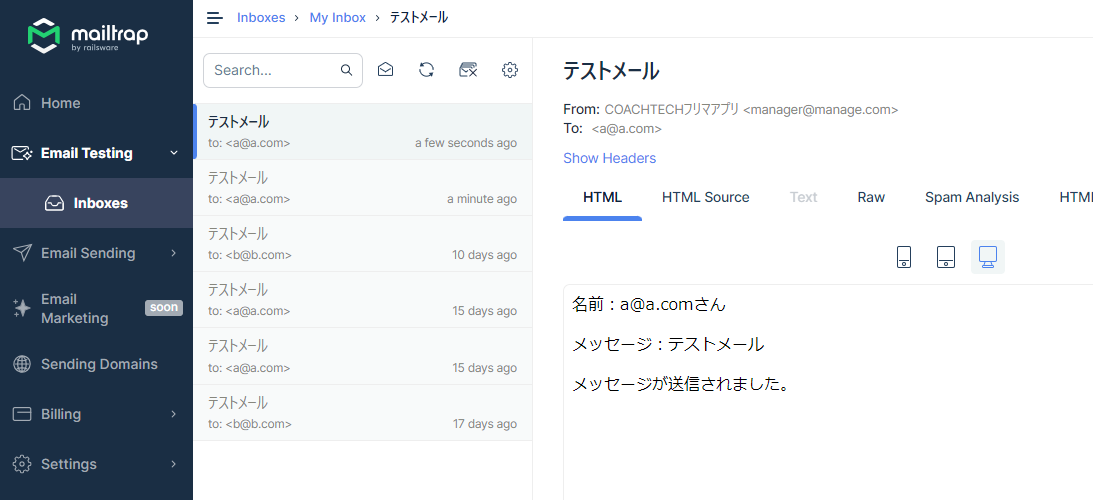 mailtrap
by railsware
Home
Email Testing
Inboxes
Email Sending
Email
Marketing
soon
Sending Domains
Billing
Settings
Inboxes › My Inbox › テストメール
Search...
テストメール
to: <a@a.com> a few seconds ago
テストメール
to: <a@a.com> a minute ago
テストメール
to: <b@b.com> 10 days ago
テストメール
to: <a@a.com> 15 days ago
テストメール
to: <a@a.com> 15 days ago
テストメール
to: <b@b.com> 17 days ago
テストメール
From: COACHTECHフリマアプリ <manager@manage.com>
To: <a@a.com>
Show Headers
HTML HTML Source Text Raw Spam Analysis HTML
名前：a@a.comさん
メッセージ：テストメール
メッセージが送信されました。